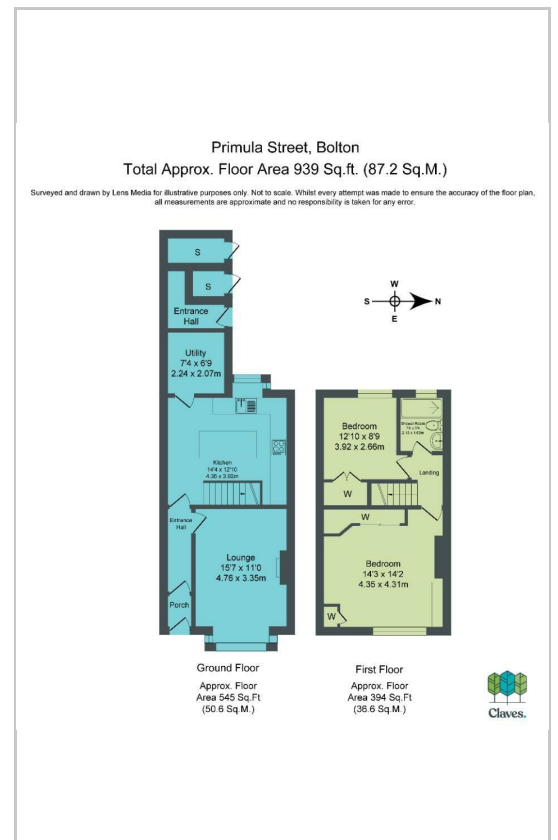 Primula Street, Bolton
Total Approx. Floor Area 939 Sq.ft. (87.2 Sq.M.)
Surveyed and drawn by Lens Media for illustrative purposes only. Not to scale. Whilst every attempt was made to ensure the accuracy of the floor plan,
all measurements are approximate and no responsibility is taken for any error.
S
S
Entrance
Hall
Utility
7'4 x 6'9
2.24 x 2.07m
Kitchen
14'4 x 12'10
4.36 x 3.92m
Entrance
Hall
Lounge
15'7 x 11'0
4.76 x 3.35m
Porch
Ground Floor
Approx. Floor
Area 545 Sq.Ft
(50.6 Sq.M.)
W
S
N
E
Bedroom
12'10 x 8'9
3.92 x 2.66m
Shower Room
Landing
W
W
Bedroom
14'3 x 14'2
4.35 x 4.31m
W
First Floor
Approx. Floor
Area 394 Sq.Ft
(36.6 Sq.M.)
Claves.